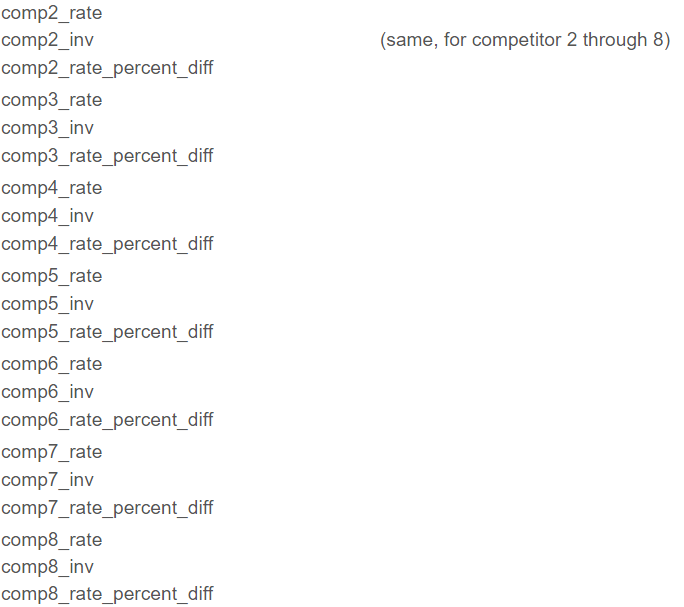 comp2_rate
comp2_inv (same, for competitor 2 through 8)
comp2_rate_percent_diff
comp3_rate
comp3_inv
comp3_rate_percent_diff
comp4_rate
comp4_inv
comp4_rate_percent_diff
comp5_rate
comp5_inv
comp5_rate_percent_diff
comp6_rate
comp6_inv
comp6_rate_percent_diff
comp7_rate
comp7_inv
comp7_rate_percent_diff
comp8_rate
comp8_inv
comp8_rate_percent_diff